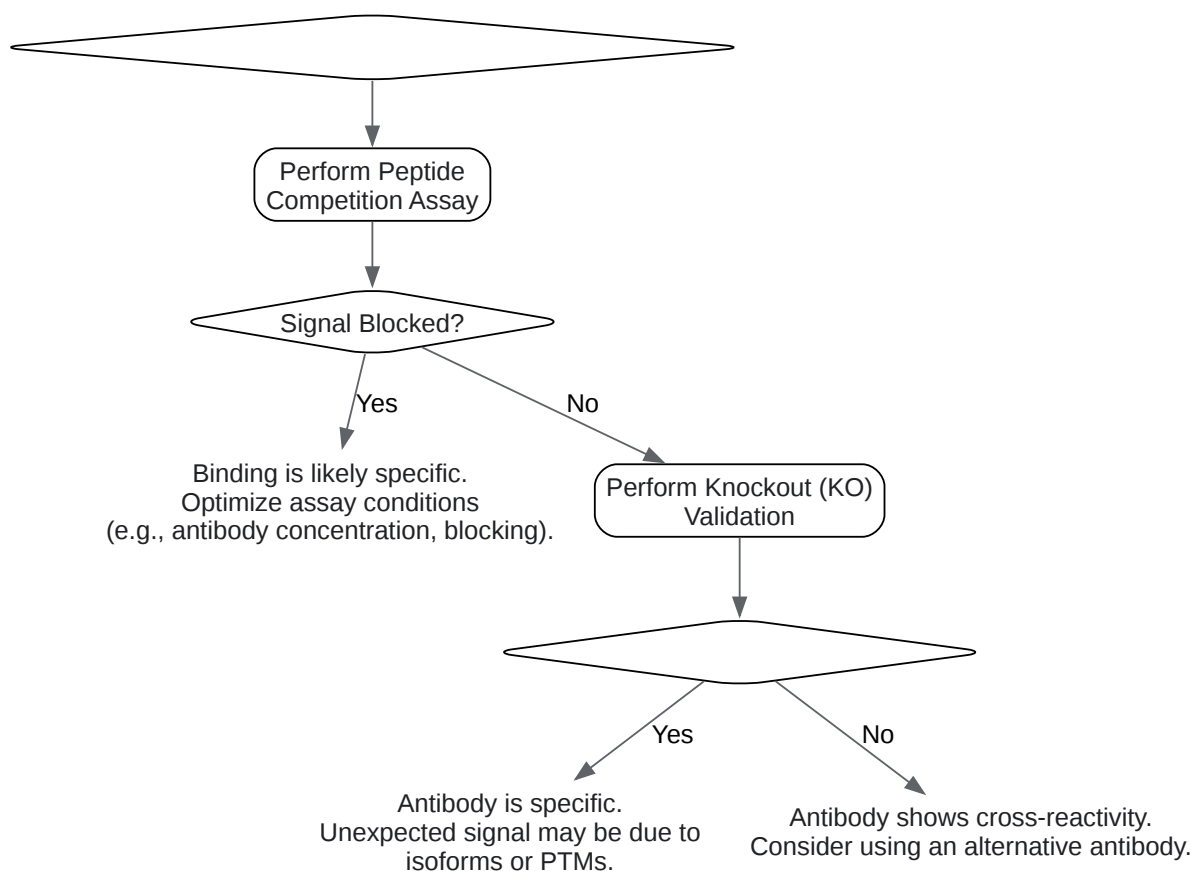 Perform Peptide
Competition Assay
Signal Blocked?
Yes
No
Binding is likely specific.
Optimize assay conditions
(e.g., antibody concentration, blocking).
Perform Knockout (KO)
Validation
Yes
No
Antibody is specific.
Unexpected signal may be due to
isoforms or PTMs.
Antibody shows cross-reactivity.
Consider using an alternative antibody.